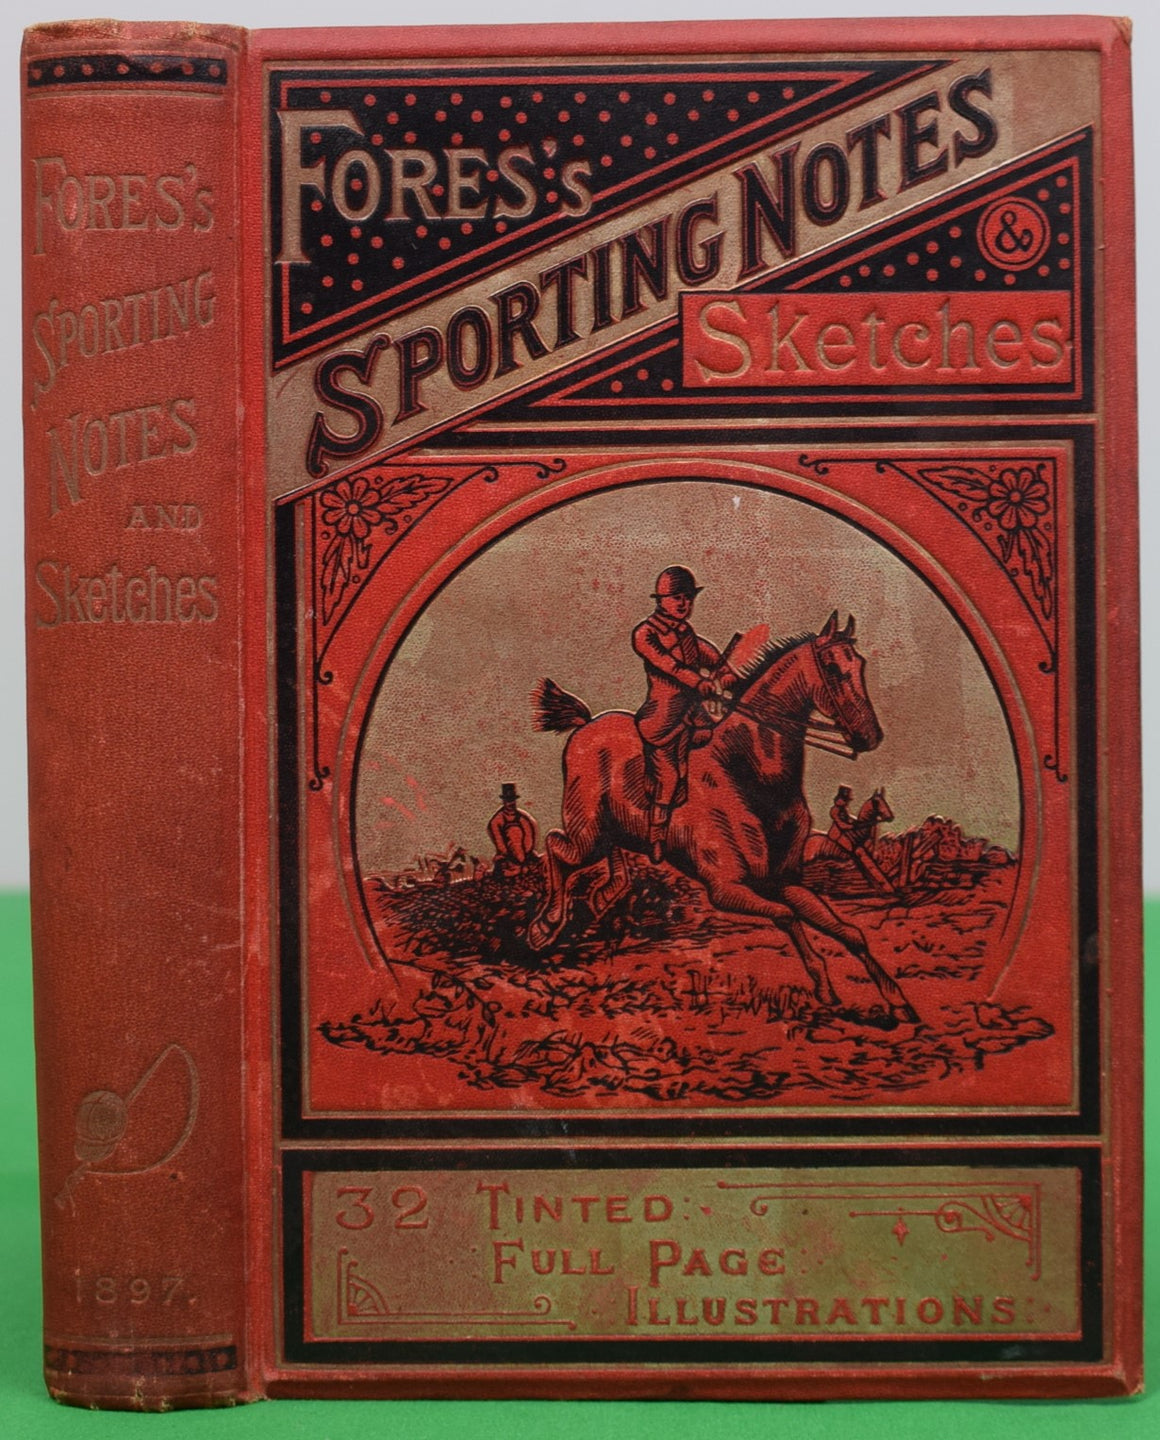 FORES's
SPORTING
NOTES
AND
Sketches
1897.
FORES's
SPORTING NOTES
&
Sketches
32 TINTED
FULL PAGE
ILLUSTRATIONS